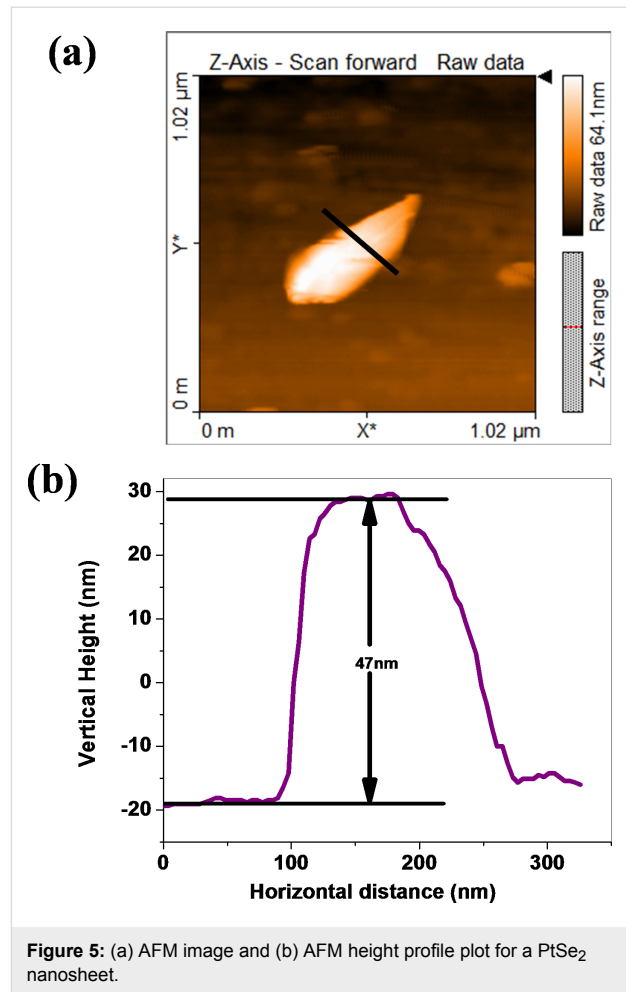 (a)
Z-Axis - Scan forward Raw data
1.02 µm
Y*
0 m
0 m X* 1.02 µm
Raw data 64.1nm
Z-Axis range
(b)
30
20
10
0
-10
-20
Vertical Height (nm)
47nm
0 100 200 300
Horizontal distance (nm)
Figure 5: (a) AFM image and (b) AFM height profile plot for a PtSe2
nanosheet.